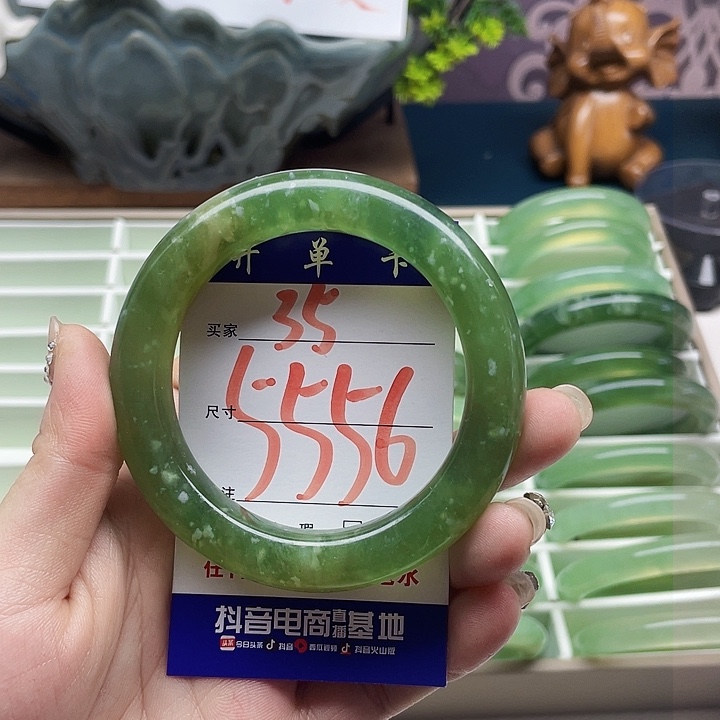 开单卡
买家 35
尺寸 5556
注
抖音电商直播基地
今日头条 抖音 西瓜视频 抖音火山版